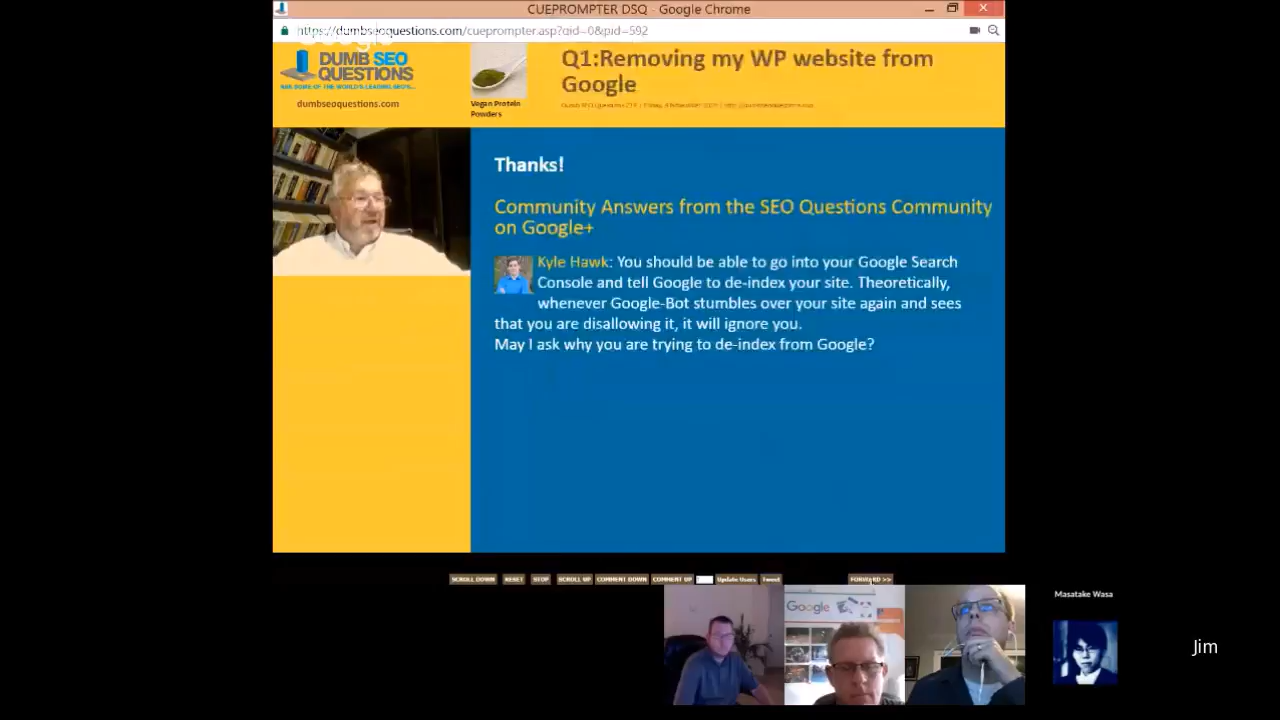 CUEPROMPTER DSQ - Google Chrome
https://dumbseoquestions.com/cueprompter.asp?qid=0&pid=592
Google
DUMB SEO
QUESTIONS
dumbseoquestions.com
Vegan Protein
Powders
Q1:Removing my WP website from
Google
Thanks!
Community Answers from the SEO Questions Community
on Google+
Kyle Hawk: You should be able to go into your Google Search
Console and tell Google to de-index your site. Theoretically,
whenever Google-Bot stumbles over your site again and sees
that you are disallowing it, it will ignore you.
May I ask why you are trying to de-index from Google?
SCROLL DOWN RESET STOP SCROLL UP COMMENT DOWN COMMENT UP Update Users Tweet FORWARD >>
Google
Masatake Wasa
Jim